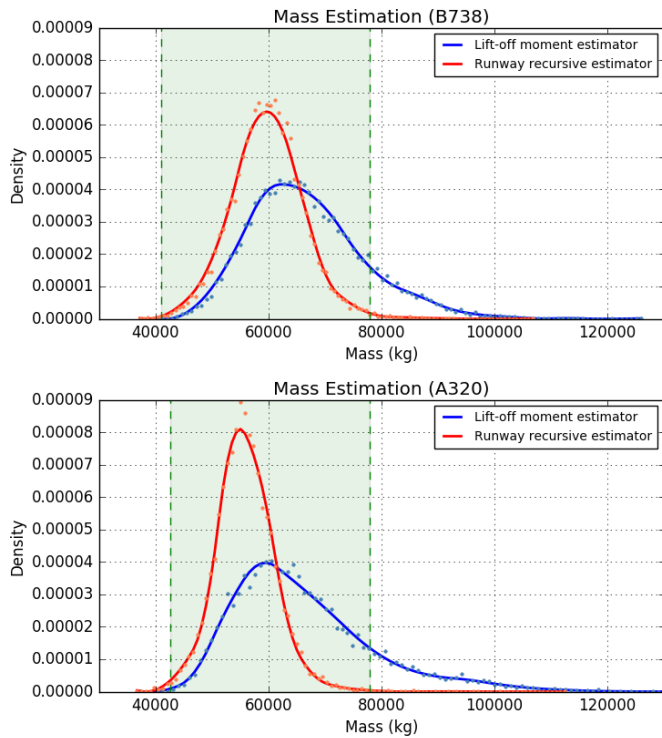 Mass Estimation (B738)
0.00009
0.00008
0.00007
0.00006
0.00005
0.00004
0.00003
0.00002
0.00001
0.00000
Density
Lift-off moment estimator
Runway recursive estimator
40000 60000 80000 100000 120000
Mass (kg)
Mass Estimation (A320)
0.00009
0.00008
0.00007
0.00006
0.00005
0.00004
0.00003
0.00002
0.00001
0.00000
Density
Lift-off moment estimator
Runway recursive estimator
40000 60000 80000 100000 120000
Mass (kg)